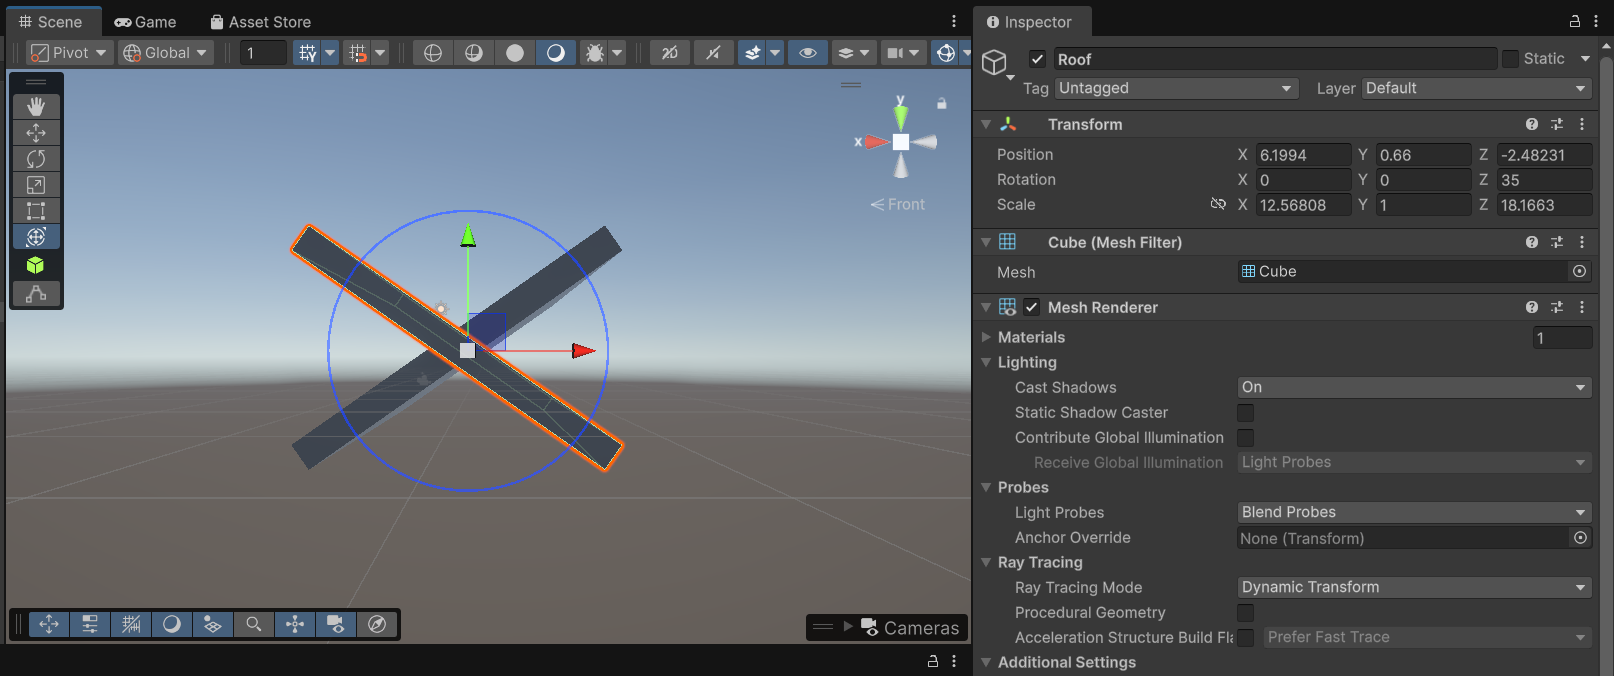 Scene
Game
Asset Store
Pivot
Global
1
2D
y
x
Front
Cameras
Inspector
Roof
Static
Tag
Untagged
Layer
Default
Transform
Position
X
6.1994
Y
0.66
Z
-2.48231
Rotation
X
0
Y
0
Z
35
Scale
X
12.56808
Y
1
Z
18.1663
Cube (Mesh Filter)
Mesh
Cube
Mesh Renderer
Materials
1
Lighting
Cast Shadows
On
Static Shadow Caster
Contribute Global Illumination
Receive Global Illumination
Light Probes
Probes
Light Probes
Blend Probes
Anchor Override
None (Transform)
Ray Tracing
Ray Tracing Mode
Dynamic Transform
Procedural Geometry
Acceleration Structure Build Fl
Prefer Fast Trace
Additional Settings